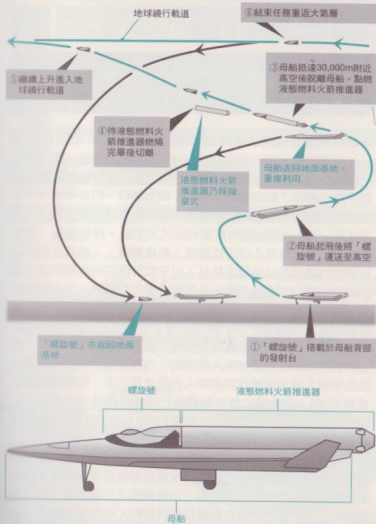 地球繞行軌道
⑥結束任務重返大氣層
⑤繼續上升進入地
球繞行軌道
③母船抵達30,000m附近
高空後脫離母船，點燃
液態燃料火箭推進器
④待液態燃料火
箭推進器燃燒
完畢後切離
液態燃料火箭
推進器乃採拋
棄式
母船返回地面基地，
重複利用
②母船起飛後將「螺
旋號」運送至高空
「螺旋號」亦返回地面
基地
①「螺旋號」搭載於母船背部
的發射台
螺旋號
液態燃料火箭推進器
母船